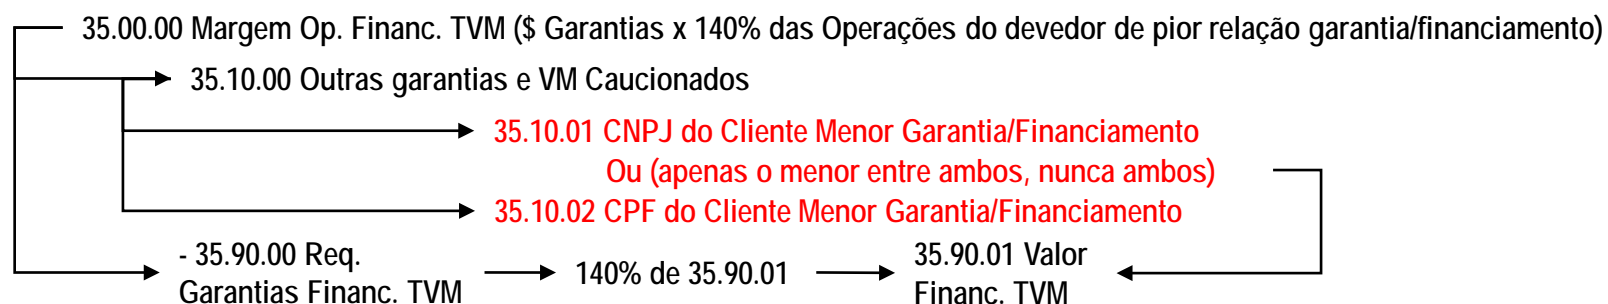 35.00.00 Margem Op. Financ. TVM ($ Garantias x 140% das Operações do devedor de pior relação garantia/financiamento)
35.10.00 Outras garantias e VM Caucionados
35.10.01 CNPJ do Cliente Menor Garantia/Financiamento
Ou (apenas o menor entre ambos, nunca ambos)
35.10.02 CPF do Cliente Menor Garantia/Financiamento
- 35.90.00 Req.
Garantias Financ. TVM
140% de 35.90.01
35.90.01 Valor
Financ. TVM